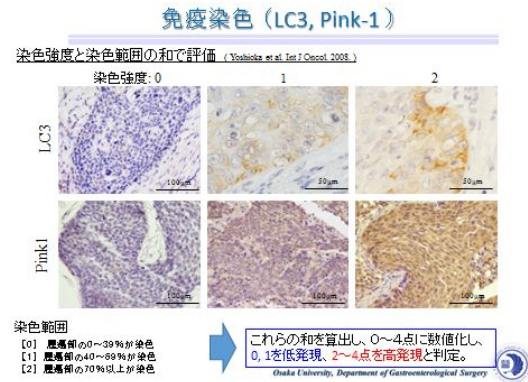 免疫染色（LC3, Pink-1 ）
染色強度と染色範囲の和で評価 ( Yoshioka et al. Int J Oncol. 2008. )
染色強度: 0 1 2
LC3
100μm 50μm 50μm
Pink1
100μm 100μm 100μm
染色範囲
[0] 腫瘍部の0～39%が染色
[1] 腫瘍部の40～69%が染色
[2] 腫瘍部の70%以上が染色
これらの和を算出し、0～4点に数値化し、
0, 1を低発現、2～4点を高発現と判定。
Osaka University, Department of Gastroenterological Surgery